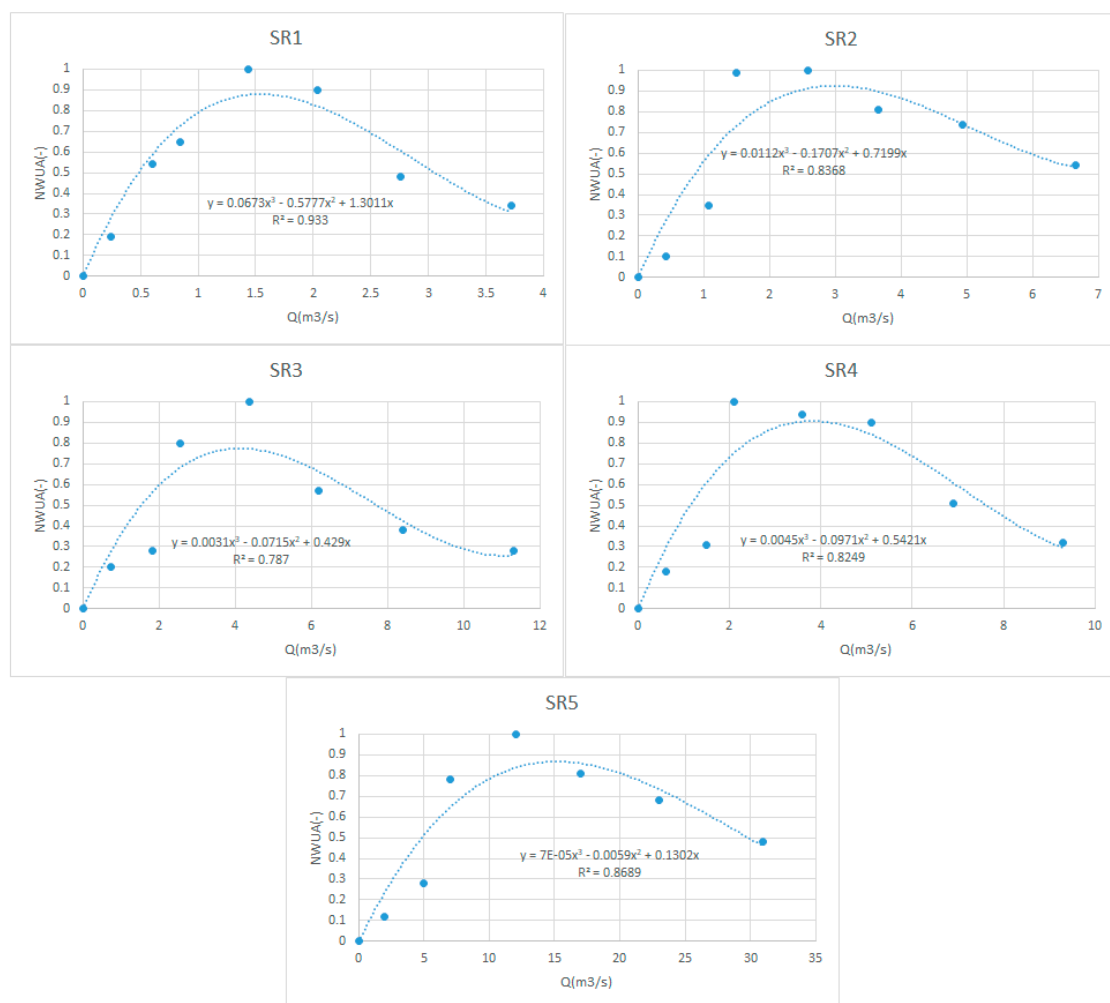 SR1
1
0.9
0.8
0.7
0.6
0.5
0.4
0.3
0.2
0.1
0
NWUA(-)
y = 0.0673x³ - 0.5777x² + 1.3011x
R² = 0.933
0 0.5 1 1.5 2 2.5 3 3.5 4
Q(m3/s)
SR2
1
0.9
0.8
0.7
0.6
0.5
0.4
0.3
0.2
0.1
0
NWUA(-)
y = 0.0112x³ - 0.1707x² + 0.7199x
R² = 0.8368
0 1 2 3 4 5 6 7
Q(m3/s)
SR3
1
0.9
0.8
0.7
0.6
0.5
0.4
0.3
0.2
0.1
0
NWUA(-)
y = 0.0031x³ - 0.0715x² + 0.429x
R² = 0.787
0 2 4 6 8 10 12
Q(m3/s)
SR4
1
0.9
0.8
0.7
0.6
0.5
0.4
0.3
0.2
0.1
0
NWUA(-)
y = 0.0045x³ - 0.0971x² + 0.5421x
R² = 0.8249
0 2 4 6 8 10
Q(m3/s)
SR5
1
0.9
0.8
0.7
0.6
0.5
0.4
0.3
0.2
0.1
0
NWUA(-)
y = 7E-05x³ - 0.0059x² + 0.1302x
R² = 0.8689
0 5 10 15 20 25 30 35
Q(m3/s)